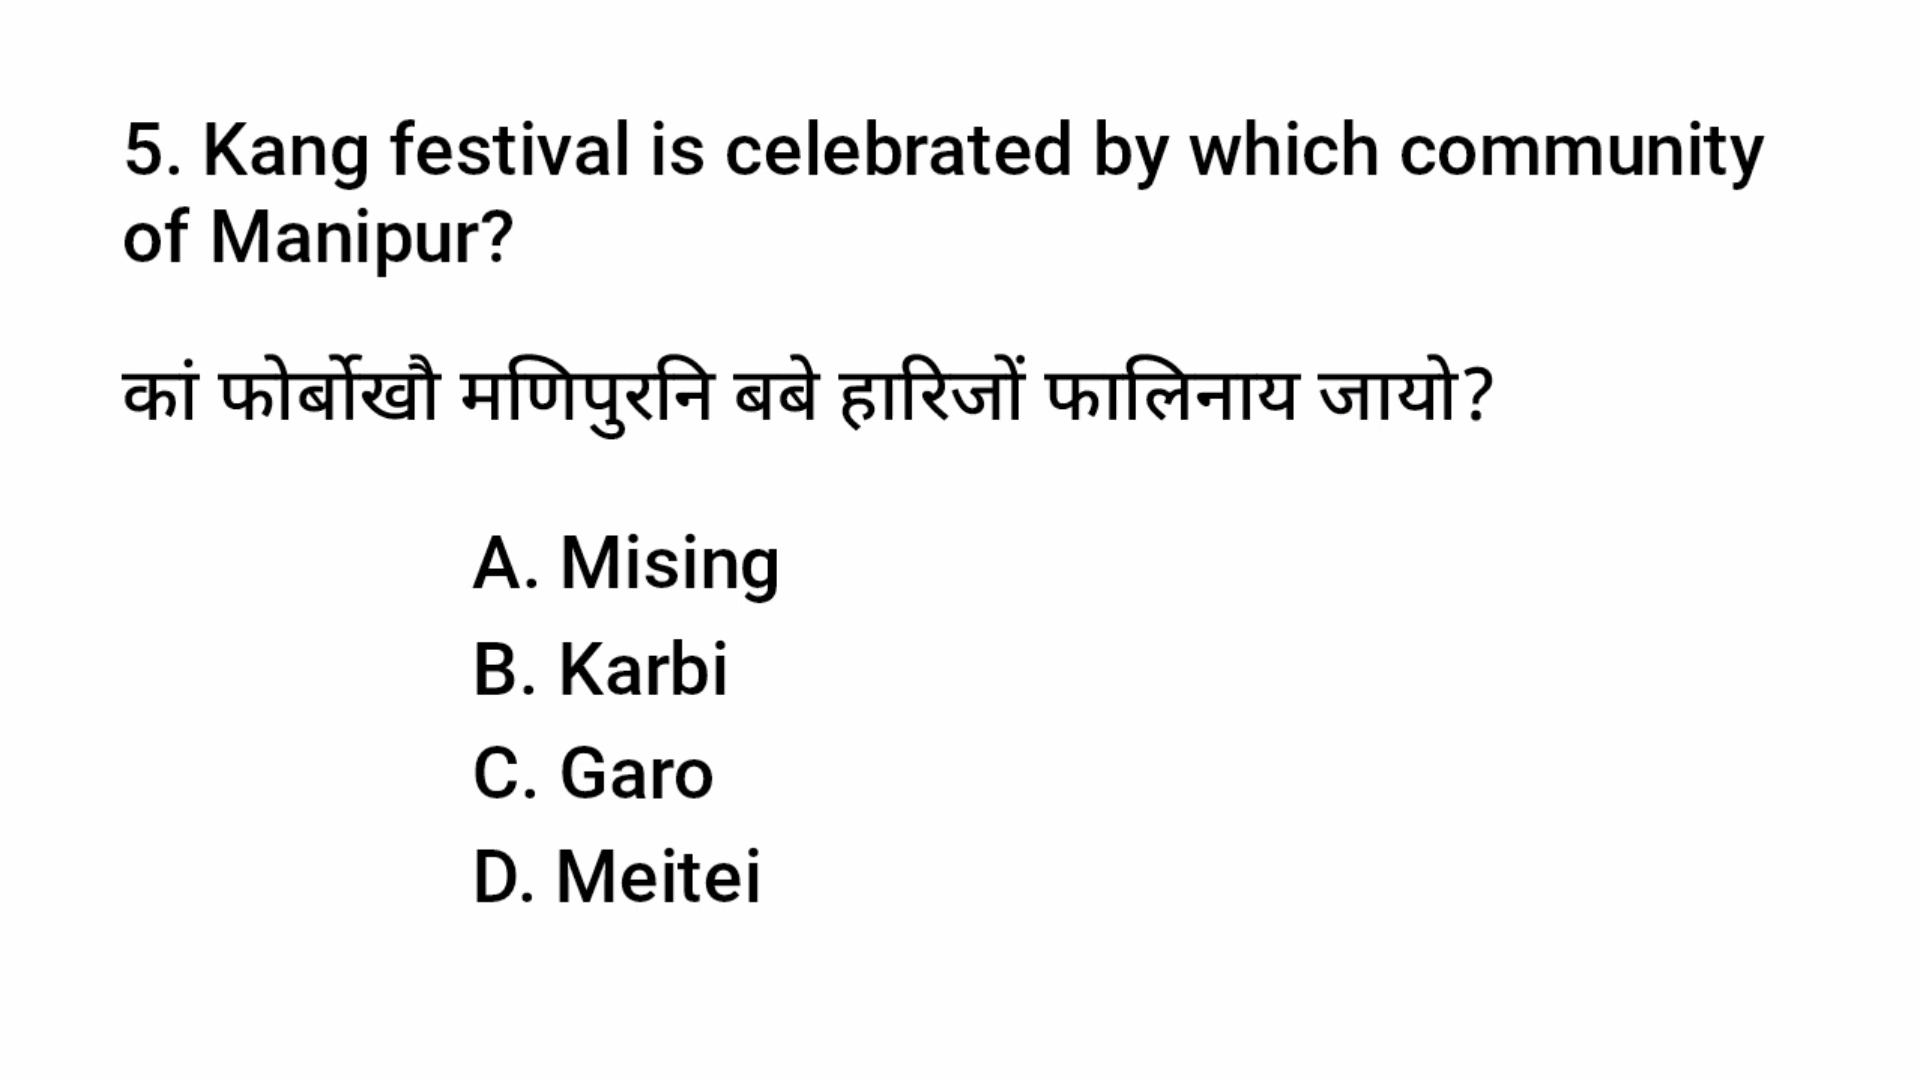 5. Kang festival is celebrated by which community
of Manipur?
कां फोर्बोखौ मणिपुरनि बबे हारिजों फालिनाय जायो?
A. Mising
B. Karbi
C. Garo
D. Meitei